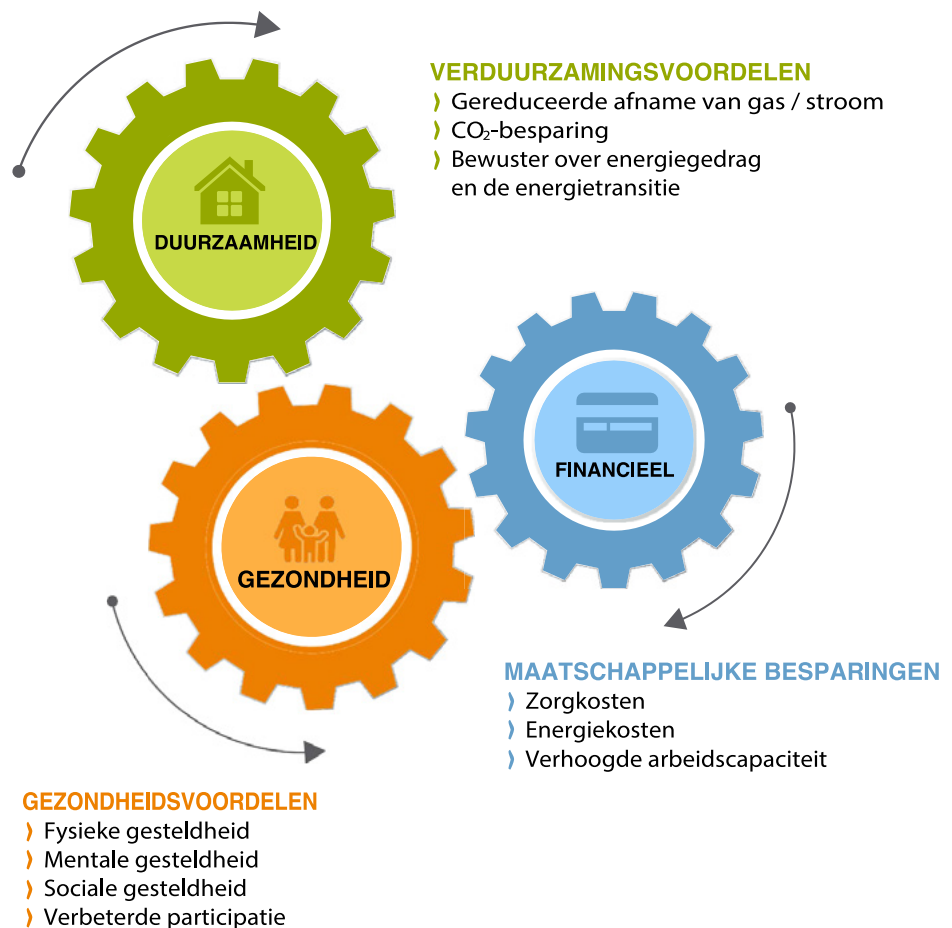 VERDUURZAMINGSVOORDELEN
⟩ Gereduceerde afname van gas / stroom
⟩ CO₂-besparing
⟩ Bewuster over energiegedrag
en de energietransitie
DUURZAAMHEID
FINANCIEEL
GEZONDHEID
MAATSCHAPPELIJKE BESPARINGEN
⟩ Zorgkosten
⟩ Energiekosten
⟩ Verhoogde arbeidscapaciteit
GEZONDHEIDSVOORDELEN
⟩ Fysieke gesteldheid
⟩ Mentale gesteldheid
⟩ Sociale gesteldheid
⟩ Verbeterde participatie